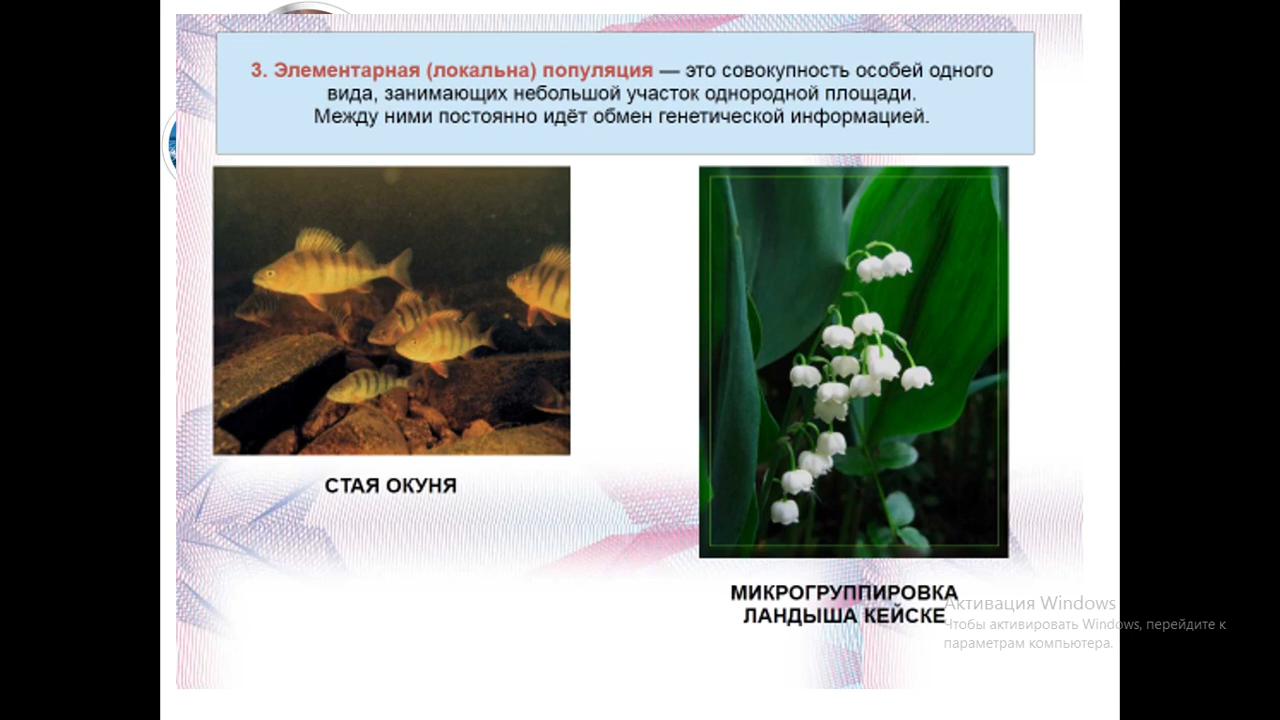 3. Элементарная (локальна) популяция — это совокупность особей одного
вида, занимающих небольшой участок однородной площади.
Между ними постоянно идёт обмен генетической информацией.
СТАЯ ОКУНЯ
МИКРОГРУППИРОВКА
ЛАНДЫША КЕЙСКЕ
Активация Windows
Чтобы активировать Windows, перейдите к
параметрам компьютера.